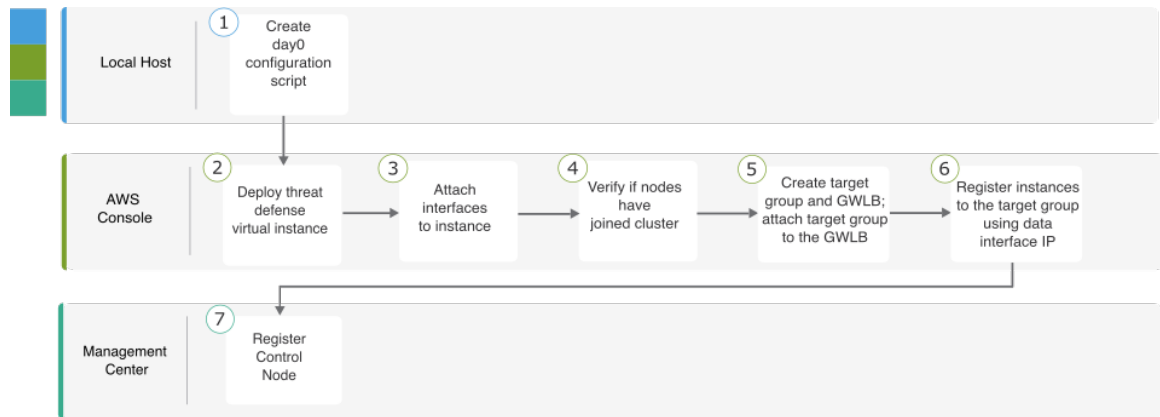 Local Host
1
Create
day0
configuration
script
AWS
Console
2
Deploy threat
defense
virtual instance
3
Attach
interfaces
to instance
4
Verify if nodes
have
joined cluster
5
Create target
group and GWLB;
attach target group
to the GWLB
6
Register instances
to the target group
using data
interface IP
Management
Center
7
Register
Control
Node